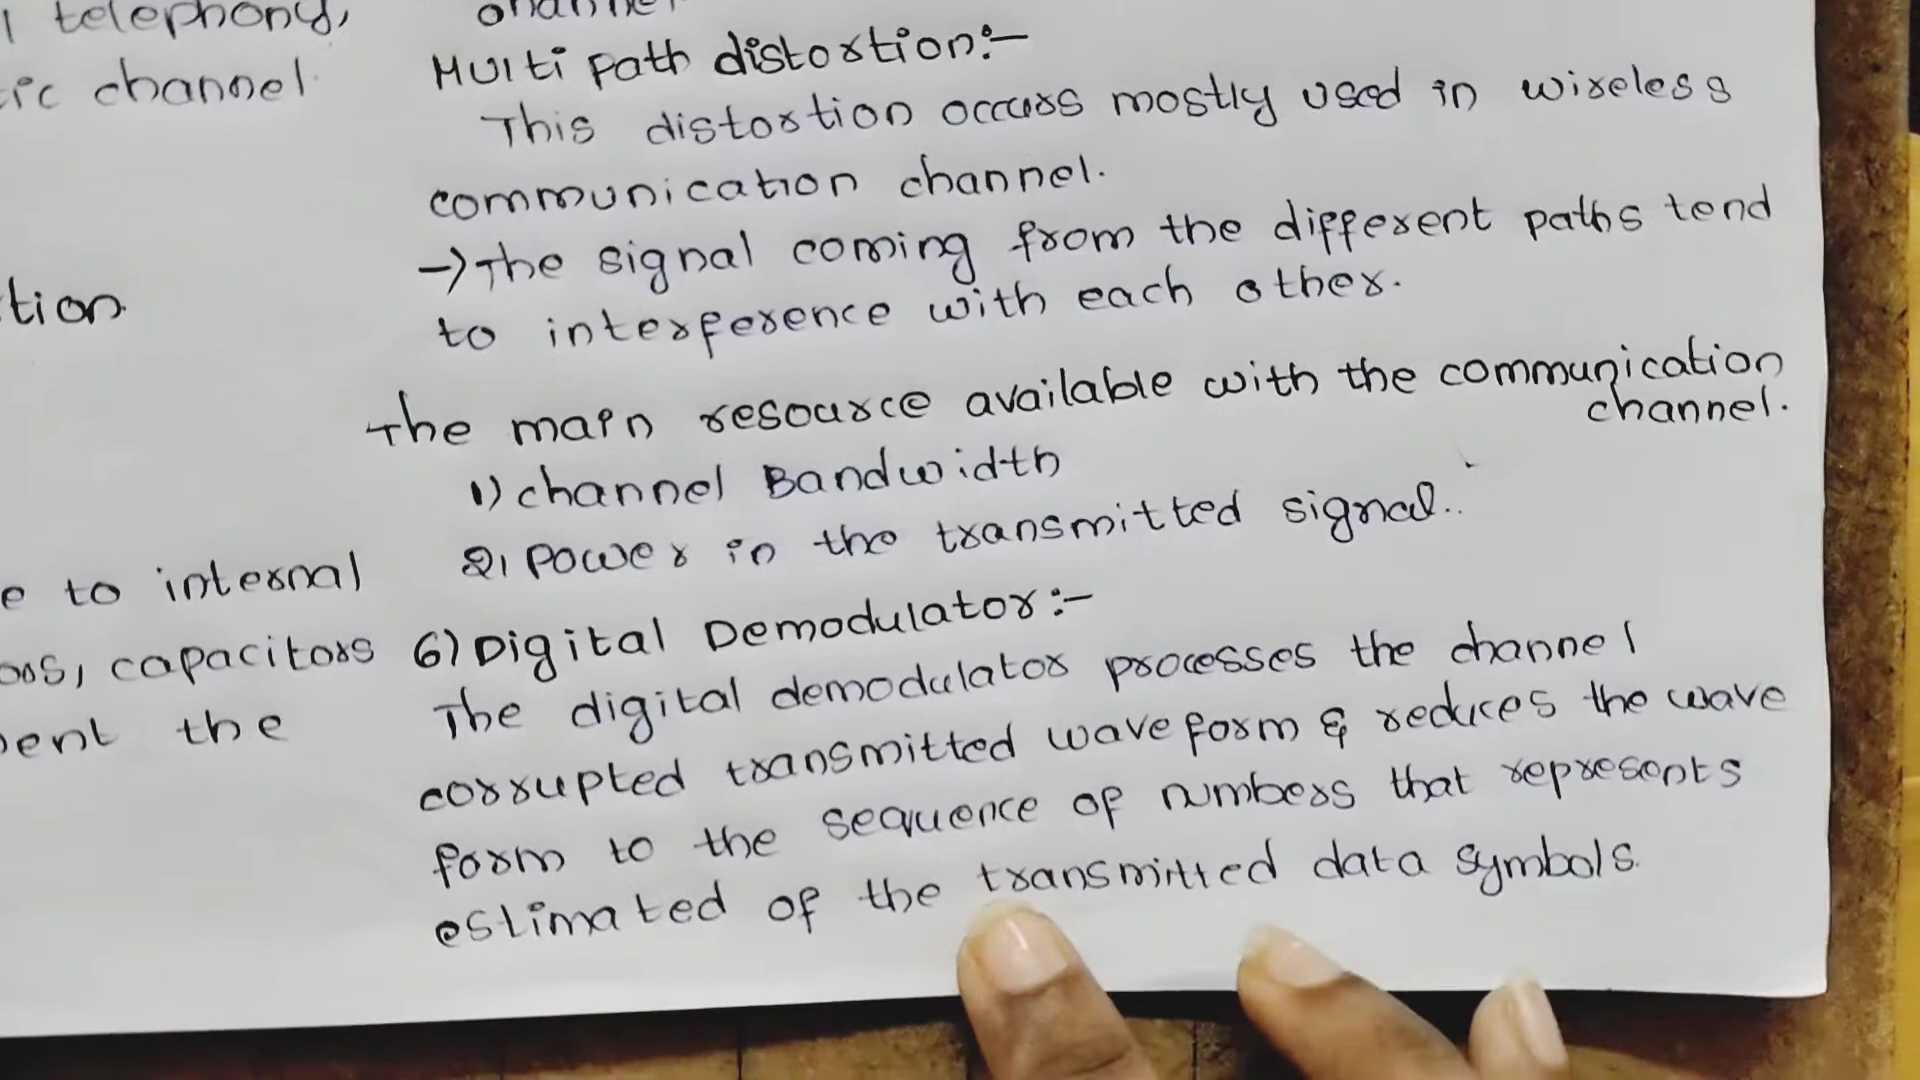 telephony,
channel
tion.
e to internal
capacitors
the
channel
Multi path distortion:-
This distortion occurs mostly used in wireless
communication channel.
→The signal coming from the different paths tend
to interference with each other.
The main resource available with the communication
channel.
1) channel Bandwidth
2) Power in the transmitted signal..
6) Digital Demodulator:-
The digital demodulator processes the channel
corrupted transmitted wave form & reduces the wave
form to the sequence of numbers that represents
estimated of the transmitted data symbols.